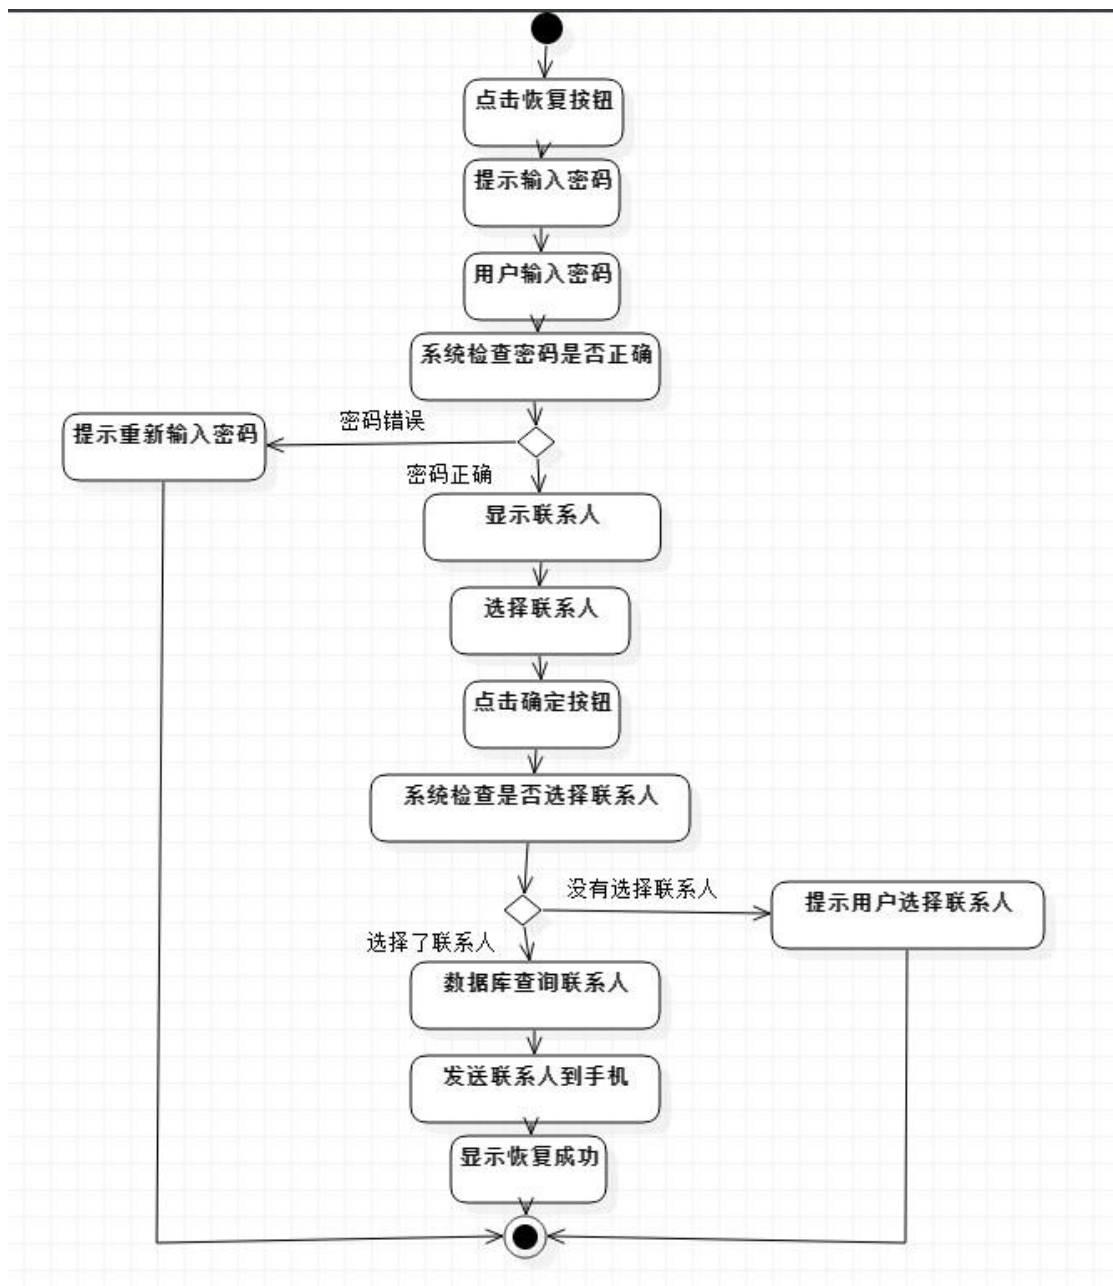 点击恢复按钮
提示输入密码
用户输入密码
系统检查密码是否正确
密码错误
提示重新输入密码
密码正确
显示联系人
选择联系人
点击确定按钮
系统检查是否选择联系人
没有选择联系人
提示用户选择联系人
选择了联系人
数据库查询联系人
发送联系人到手机
显示恢复成功